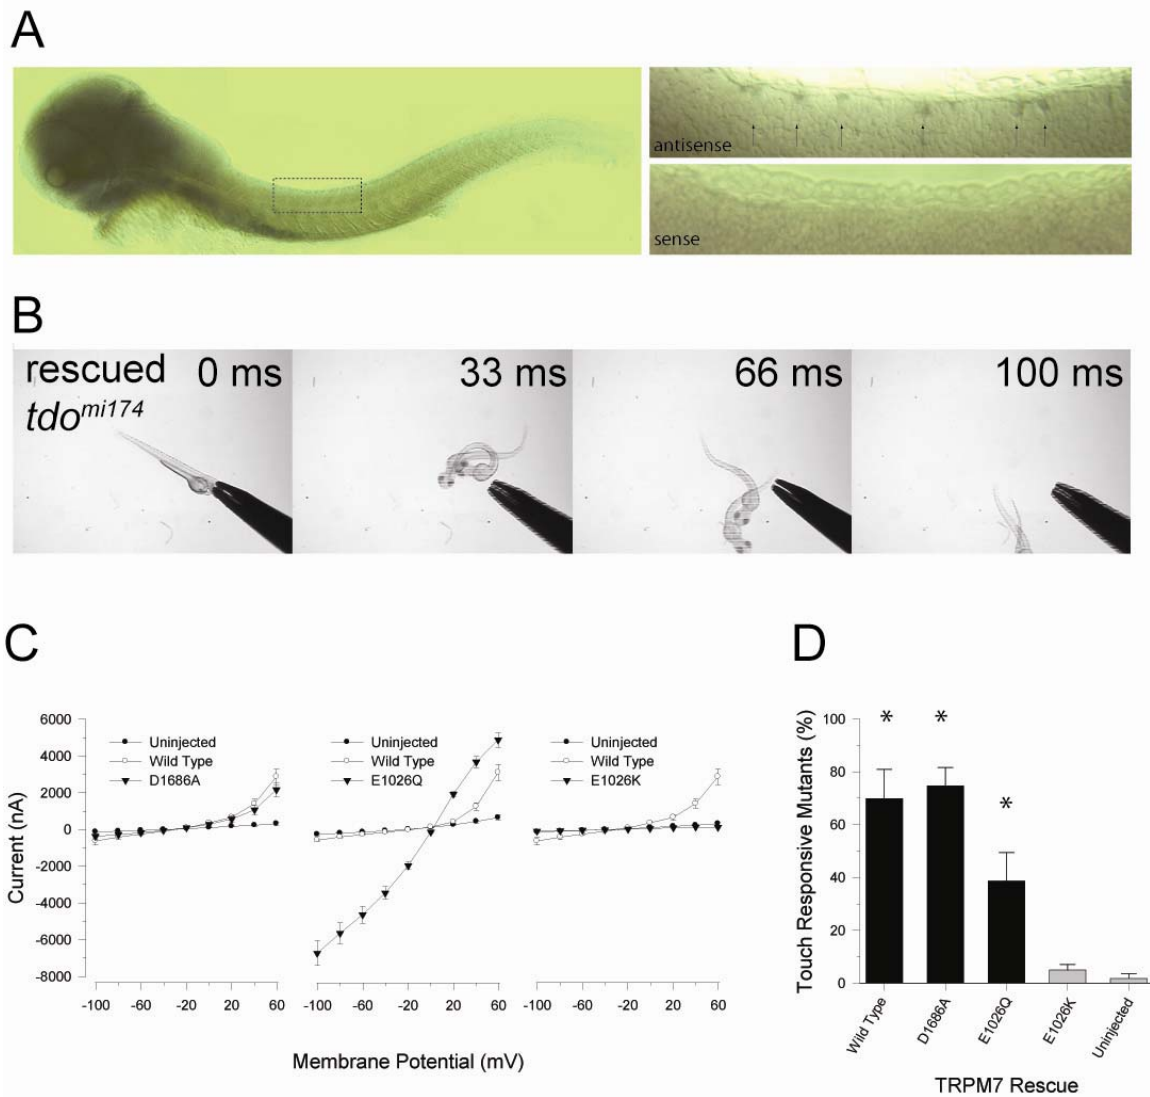 A
antisense
sense
B
rescued
tdo^mi174
0 ms
33 ms
66 ms
100 ms
C
D
Uninjected
Wild Type
D1686A
Uninjected
Wild Type
E1026Q
Uninjected
Wild Type
E1026K
Current (nA)
6000
4000
2000
0
-2000
-4000
-6000
-8000
-100 -60 -20 20 60
-100 -60 -20 20 60
-100 -60 -20 20 60
Membrane Potential (mV)
Touch Responsive Mutants (%)
100
80
60
40
20
0
* * *
Wild Type
D1686A
E1026Q
E1026K
Uninjected
TRPM7 Rescue